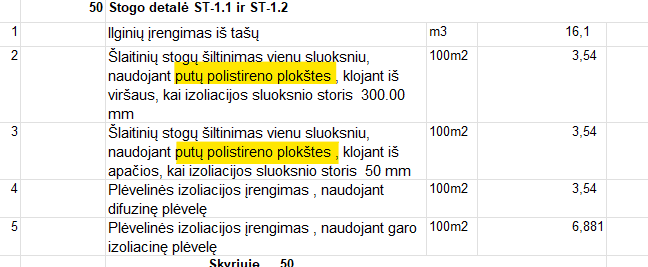 50 Stogo detalė ST-1.1 ir ST-1.2
1 Ilginių įrengimas iš tašų m3 16,1
2 Šlaitinių stogų šiltinimas vienu sluoksniu, 100m2 3,54
naudojant putų polistireno plokštes , klojant iš
viršaus, kai izoliacijos sluoksnio storis 300.00
mm
3 Šlaitinių stogų šiltinimas vienu sluoksniu, 100m2 3,54
naudojant putų polistireno plokštes , klojant iš
apačios, kai izoliacijos sluoksnio storis 50 mm
4 Plėvelinės izoliacijos įrengimas , naudojant 100m2 3,54
difuzinę plėvelę
5 Plėvelinės izoliacijos įrengimas , naudojant garo 100m2 6,881
izoliacinę plėvelę
Skyriuje 50